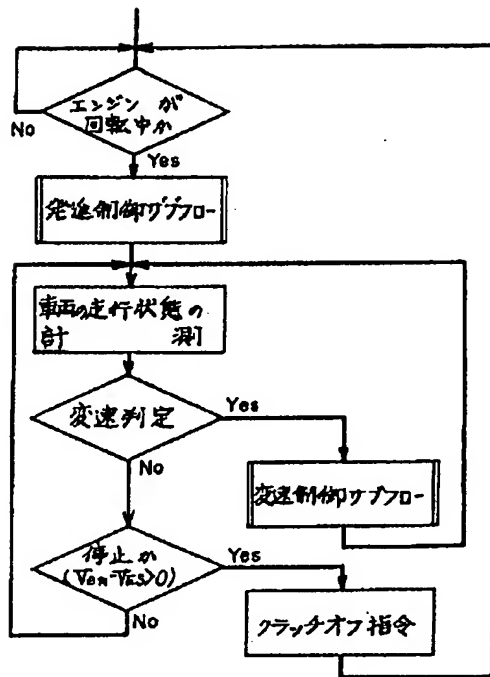 エンジン が
回転中か
No
Yes
発進制御サブフロー
車両の走行状態の
計 測
変速判定
Yes
No
変速制御サブフロー
停止か
Yes
No
クラッチオフ指令